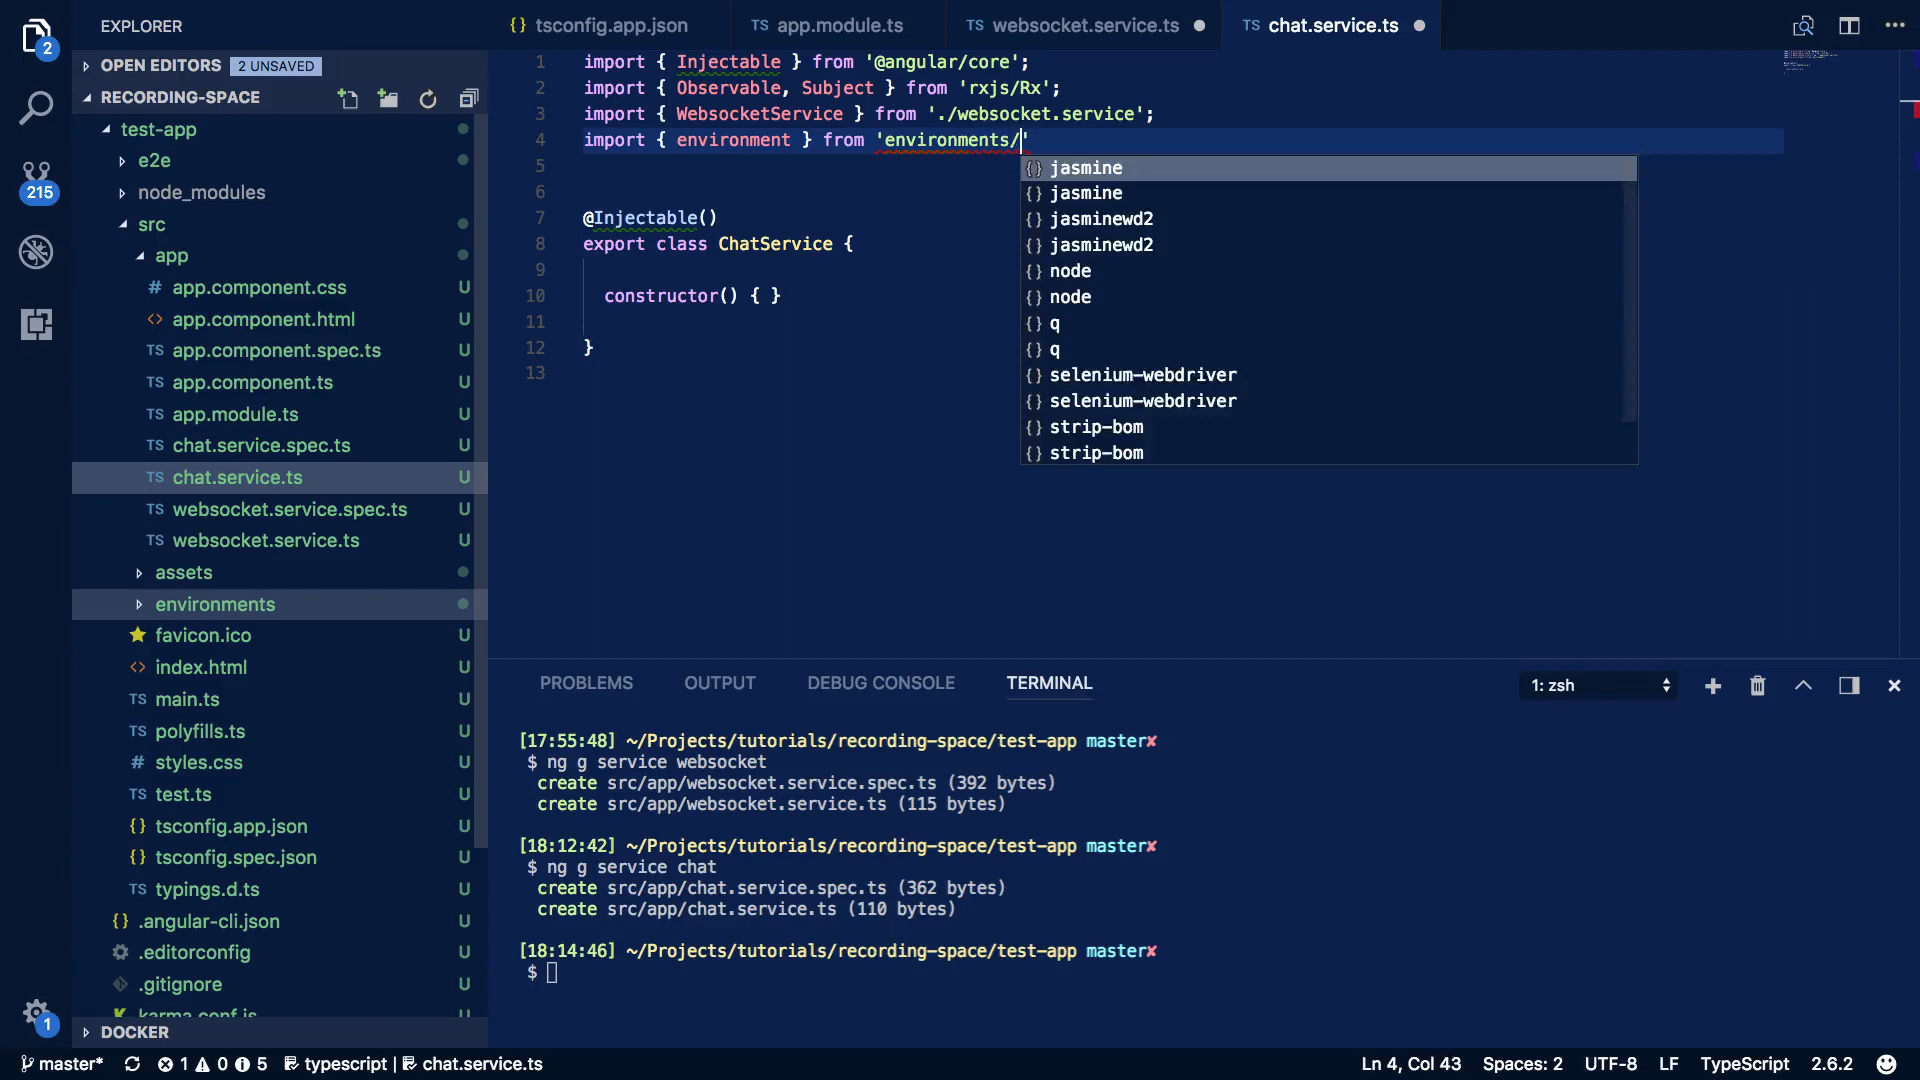 EXPLORER
tsconfig.app.json
TS app.module.ts
TS websocket.service.ts
TS chat.service.ts
2
OPEN EDITORS 2 UNSAVED
RECORDING-SPACE
test-app
e2e
215
node_modules
src
app
# app.component.css U
<> app.component.html U
TS app.component.spec.ts U
TS app.component.ts U
TS app.module.ts U
TS chat.service.spec.ts U
TS chat.service.ts U
TS websocket.service.spec.ts U
TS websocket.service.ts U
assets
environments
favicon.ico U
<> index.html U
TS main.ts U
TS polyfills.ts U
# styles.css U
TS test.ts U
{} tsconfig.app.json U
{} tsconfig.spec.json U
TS typings.d.ts U
{} .angular-cli.json U
.editorconfig U
.gitignore U
karma.conf.js U
1
DOCKER
1 import { Injectable } from '@angular/core';
2 import { Observable, Subject } from 'rxjs/Rx';
3 import { WebsocketService } from './websocket.service';
4 import { environment } from 'environments/'
5
6
7 @Injectable()
8 export class ChatService {
9
10 constructor() { }
11
12 }
13
{} jasmine
{} jasmine
{} jasminewd2
{} jasminewd2
{} node
{} node
{} q
{} q
{} selenium-webdriver
{} selenium-webdriver
{} strip-bom
{} strip-bom
PROBLEMS OUTPUT DEBUG CONSOLE TERMINAL 1: zsh
[17:55:48] ~/Projects/tutorials/recording-space/test-app master✘
$ ng g service websocket
create src/app/websocket.service.spec.ts (392 bytes)
create src/app/websocket.service.ts (115 bytes)
[18:12:42] ~/Projects/tutorials/recording-space/test-app master✘
$ ng g service chat
create src/app/chat.service.spec.ts (362 bytes)
create src/app/chat.service.ts (110 bytes)
[18:14:46] ~/Projects/tutorials/recording-space/test-app master✘
$
master* 1 0 5 typescript | chat.service.ts Ln 4, Col 43 Spaces: 2 UTF-8 LF TypeScript 2.6.2